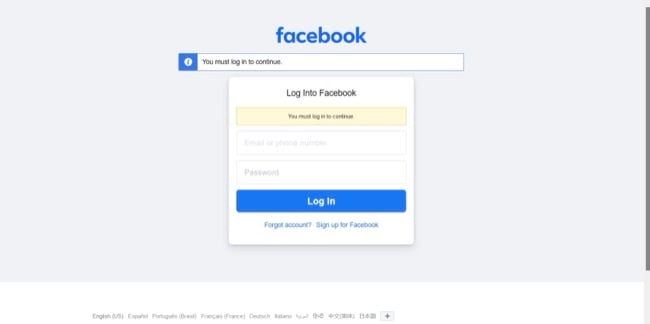 facebook
You must log in to continue.
Log Into Facebook
You must log in to continue.
Email or phone number
Password
Log In
Forgot account? Sign up for Facebook
English (US) Español Português (Brasil) Français (France) Deutsch Italiano العربية हिन्दी 中文(简体) 日本語 +